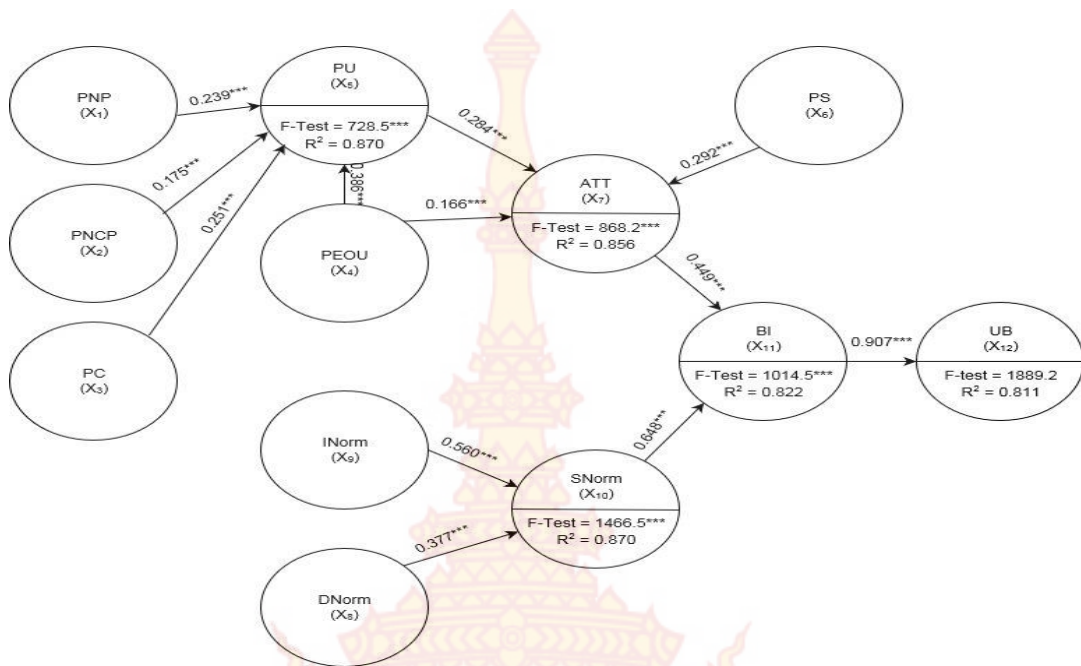 PNP
(X₁)
0.239***
PU
(X₅)
F-Test = 728.5***
R² = 0.870
PS
(X₆)
0.284***
0.292***
0.175***
PNCP
(X₂)
0.251***
0.386***
PEOU
(X₄)
0.166***
ATT
(X₇)
F-Test = 868.2***
R² = 0.856
0.449***
PC
(X₃)
BI
(X₁₁)
F-Test = 1014.5***
R² = 0.822
0.907***
UB
(X₁₂)
F-test = 1889.2
R² = 0.811
INorm
(X₉)
0.560***
0.648***
SNorm
(X₁₀)
F-Test = 1466.5***
R² = 0.870
0.377***
DNorm
(X₈)